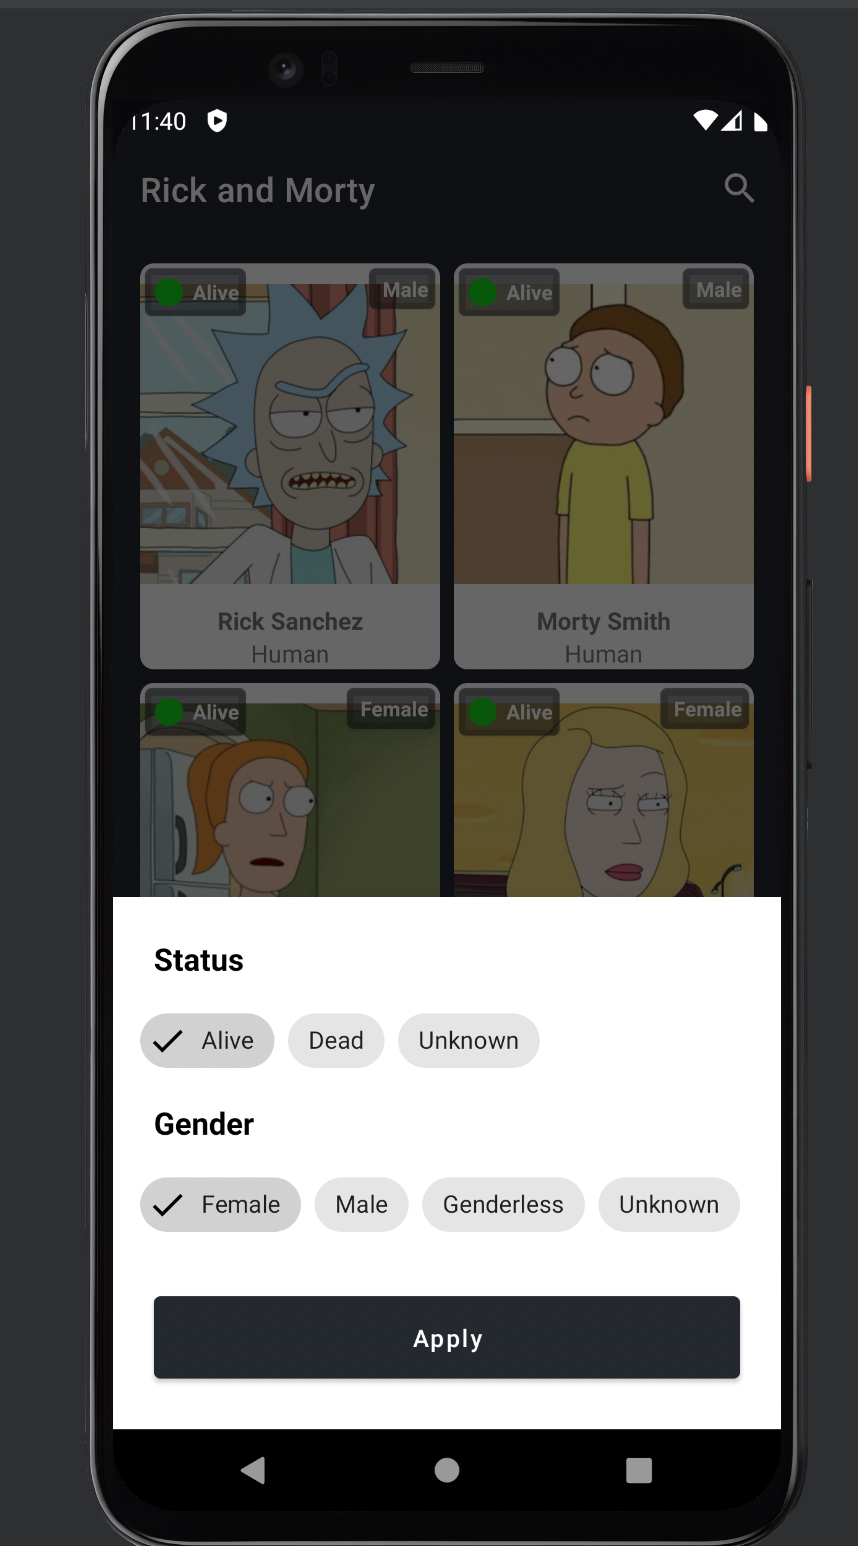 11:40
Rick and Morty
Alive Male Alive Male
Rick Sanchez Morty Smith
Human Human
Alive Female Alive Female
Status
Alive Dead Unknown
Gender
Female Male Genderless Unknown
Apply